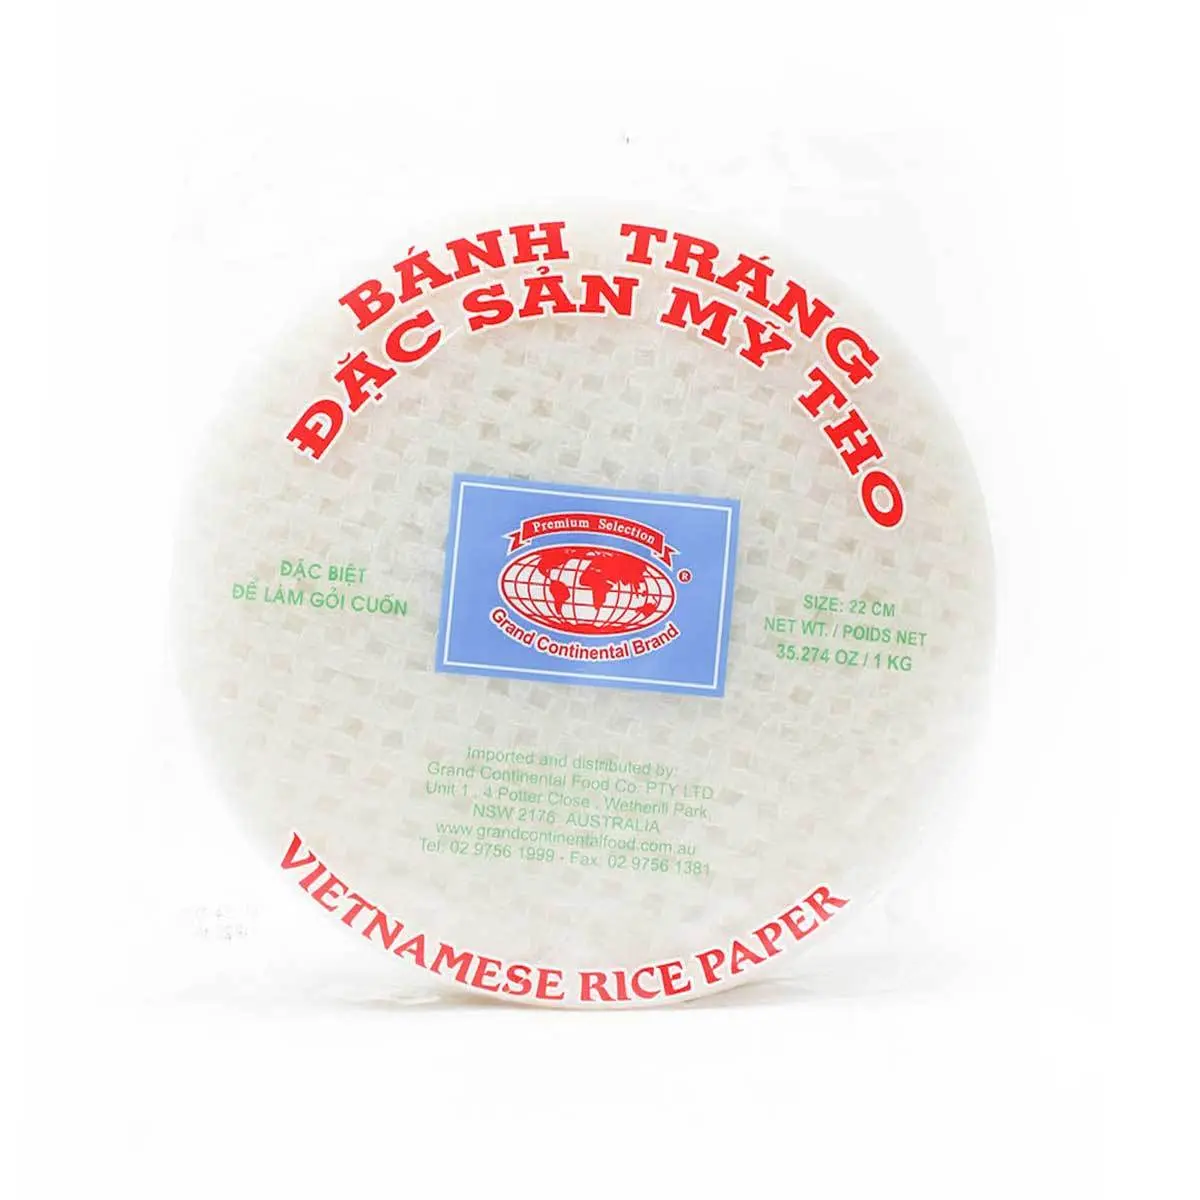 BÁNH TRÁNG
ĐẶC SẢN MỸ THO
Premium Selection
®
Grand Continental Brand
ĐẶC BIỆT
ĐỂ LÀM GỎI CUỐN
SIZE: 22 CM
NET WT. / POIDS NET
35.274 OZ / 1 KG
Imported and distributed by:
Grand Continental Food Co. PTY LTD
Unit 1 , 4 Potter Close , Wetherill Park,
NSW 2176 AUSTRALIA
www.grandcontinentalfood.com.au
Tel: 02 9756 1999 - Fax: 02 9756 1381
VIETNAMESE RICE PAPER